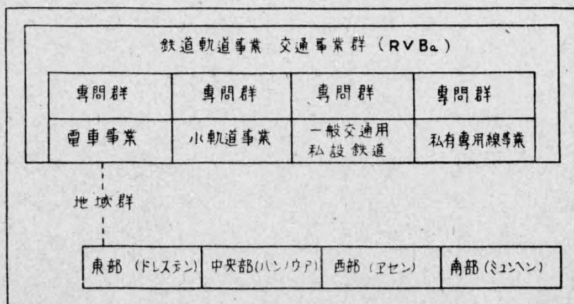 鉄道軌道事業 交通事業群(RVBa)
専問群 専問群 専問群 専問群
電車事業 小軌道事業 一般交通用私設鉄道 私有専用線事業
地域群
東部(ドレステン) 中央部(ハンノウア) 西部(アセン) 南部(ミュンヘン)